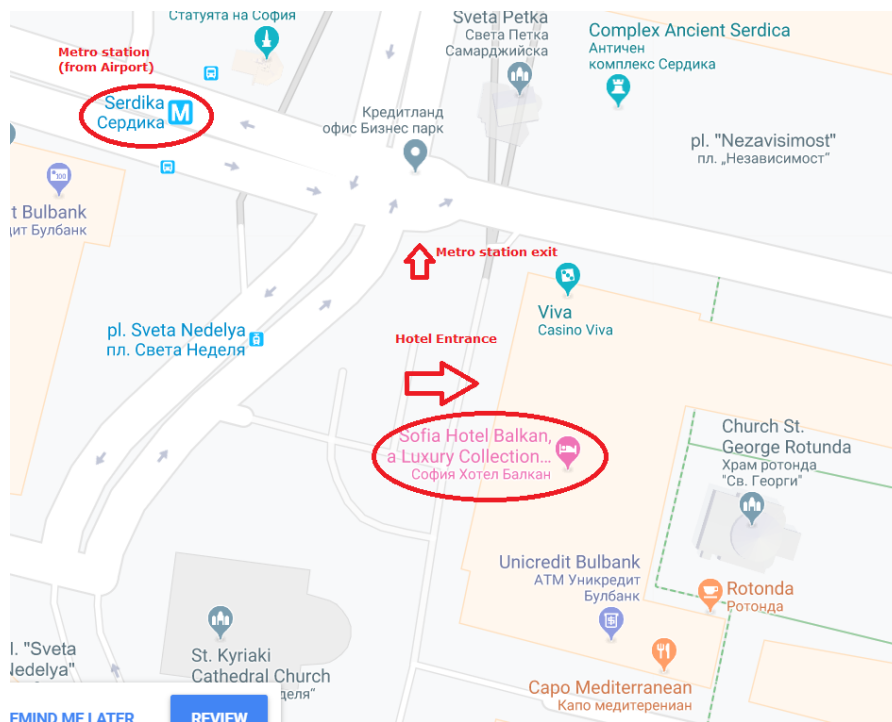 Статуята на София
Metro station
(from Airport)
Serdika
Сердика
M
Sveta Petka
Света Петка
Самарджийска
Complex Ancient Serdica
Античен
комплекс Сердика
Кредитланд
офис Бизнес парк
pl. "Nezavisimost"
пл. „Независимост“
100
t Bulbank
ит Булбанк
Metro station exit
Viva
Casino Viva
pl. Sveta Nedelya
пл. Света Неделя
Hotel Entrance
Sofia Hotel Balkan,
a Luxury Collection...
София Хотел Балкан
Church St.
George Rotunda
Храм ротонда
"Св. Георги"
Unicredit Bulbank
АТМ Уникредит
Булбанк
$
Rotonda
Ротонда
l. "Sveta
Nedelya"
St. Kyriaki
Cathedral Church
деля“
Capo Mediterranean
Капо медитерениан
EMIND ME LATER
REVIEW